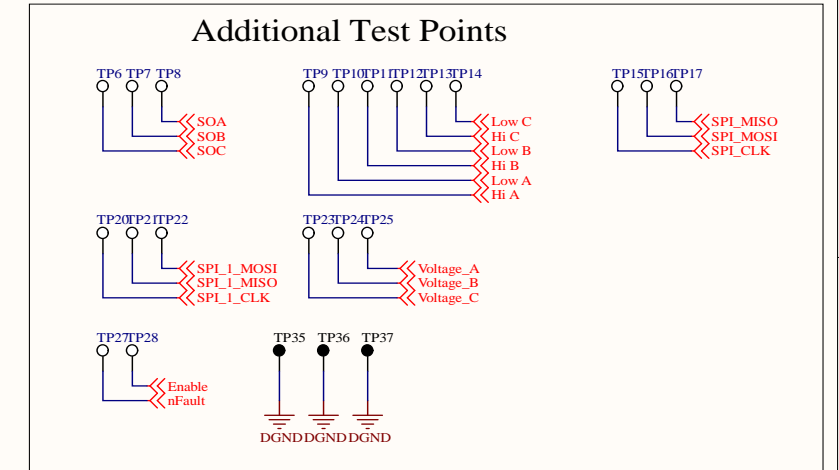 Additional Test Points
TP6 TP7 TP8
SOA
SOB
SOC
TP9 TP10 TP11 TP12 TP13 TP14
Low C
Hi C
Low B
Hi B
Low A
Hi A
TP15 TP16 TP17
SPI_MISO
SPI_MOSI
SPI_CLK
TP20 TP21 TP22
SPI_1_MOSI
SPI_1_MISO
SPI_1_CLK
TP23 TP24 TP25
Voltage_A
Voltage_B
Voltage_C
TP27 TP28
Enable
nFault
TP35 TP36 TP37
DGND DGND DGND